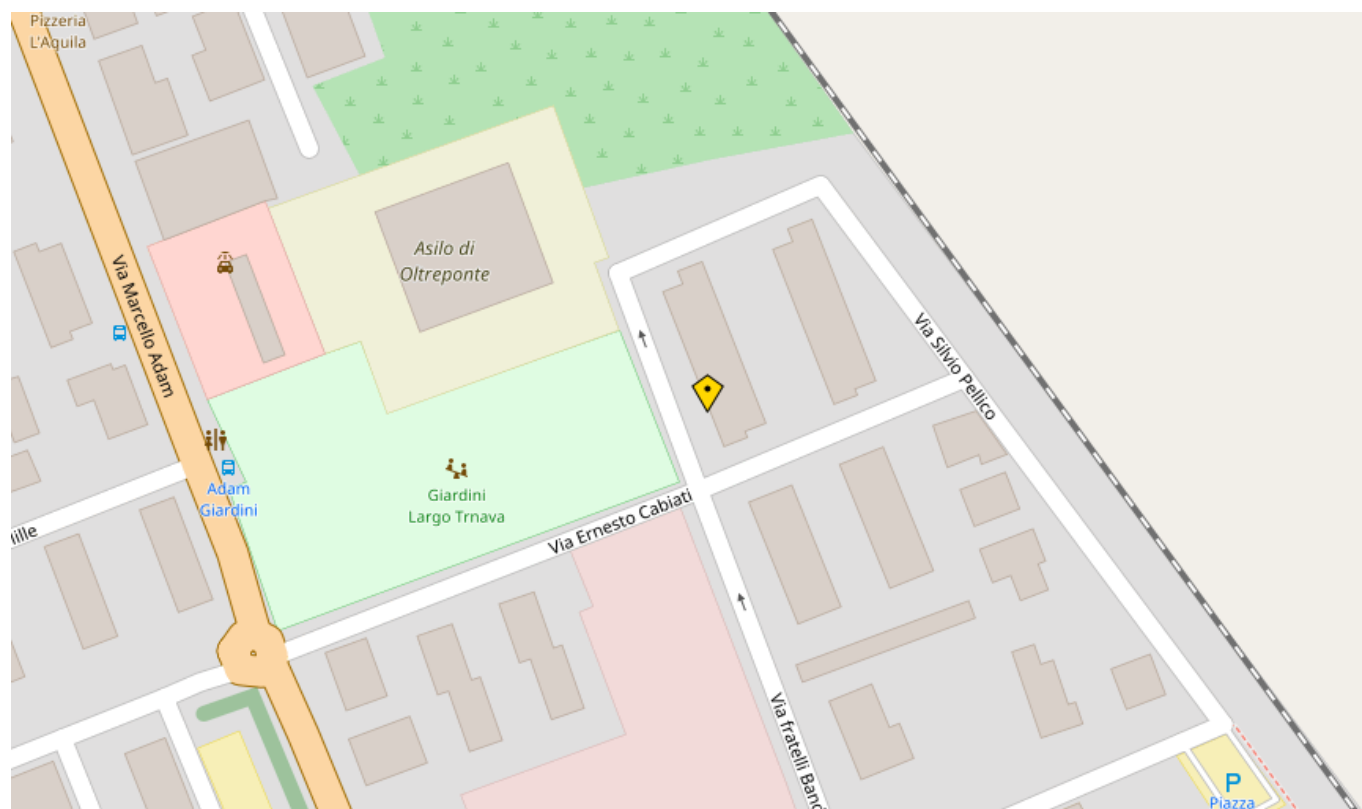 Pizzeria
L'Aquila
Asilo di
Oltreponte
Via Marcello Adam
Via Silvio Pellico
Adam
Giardini
Giardini
Largo Trnava
Via Ernesto Cabiati
Via fratelli
P
Piazza